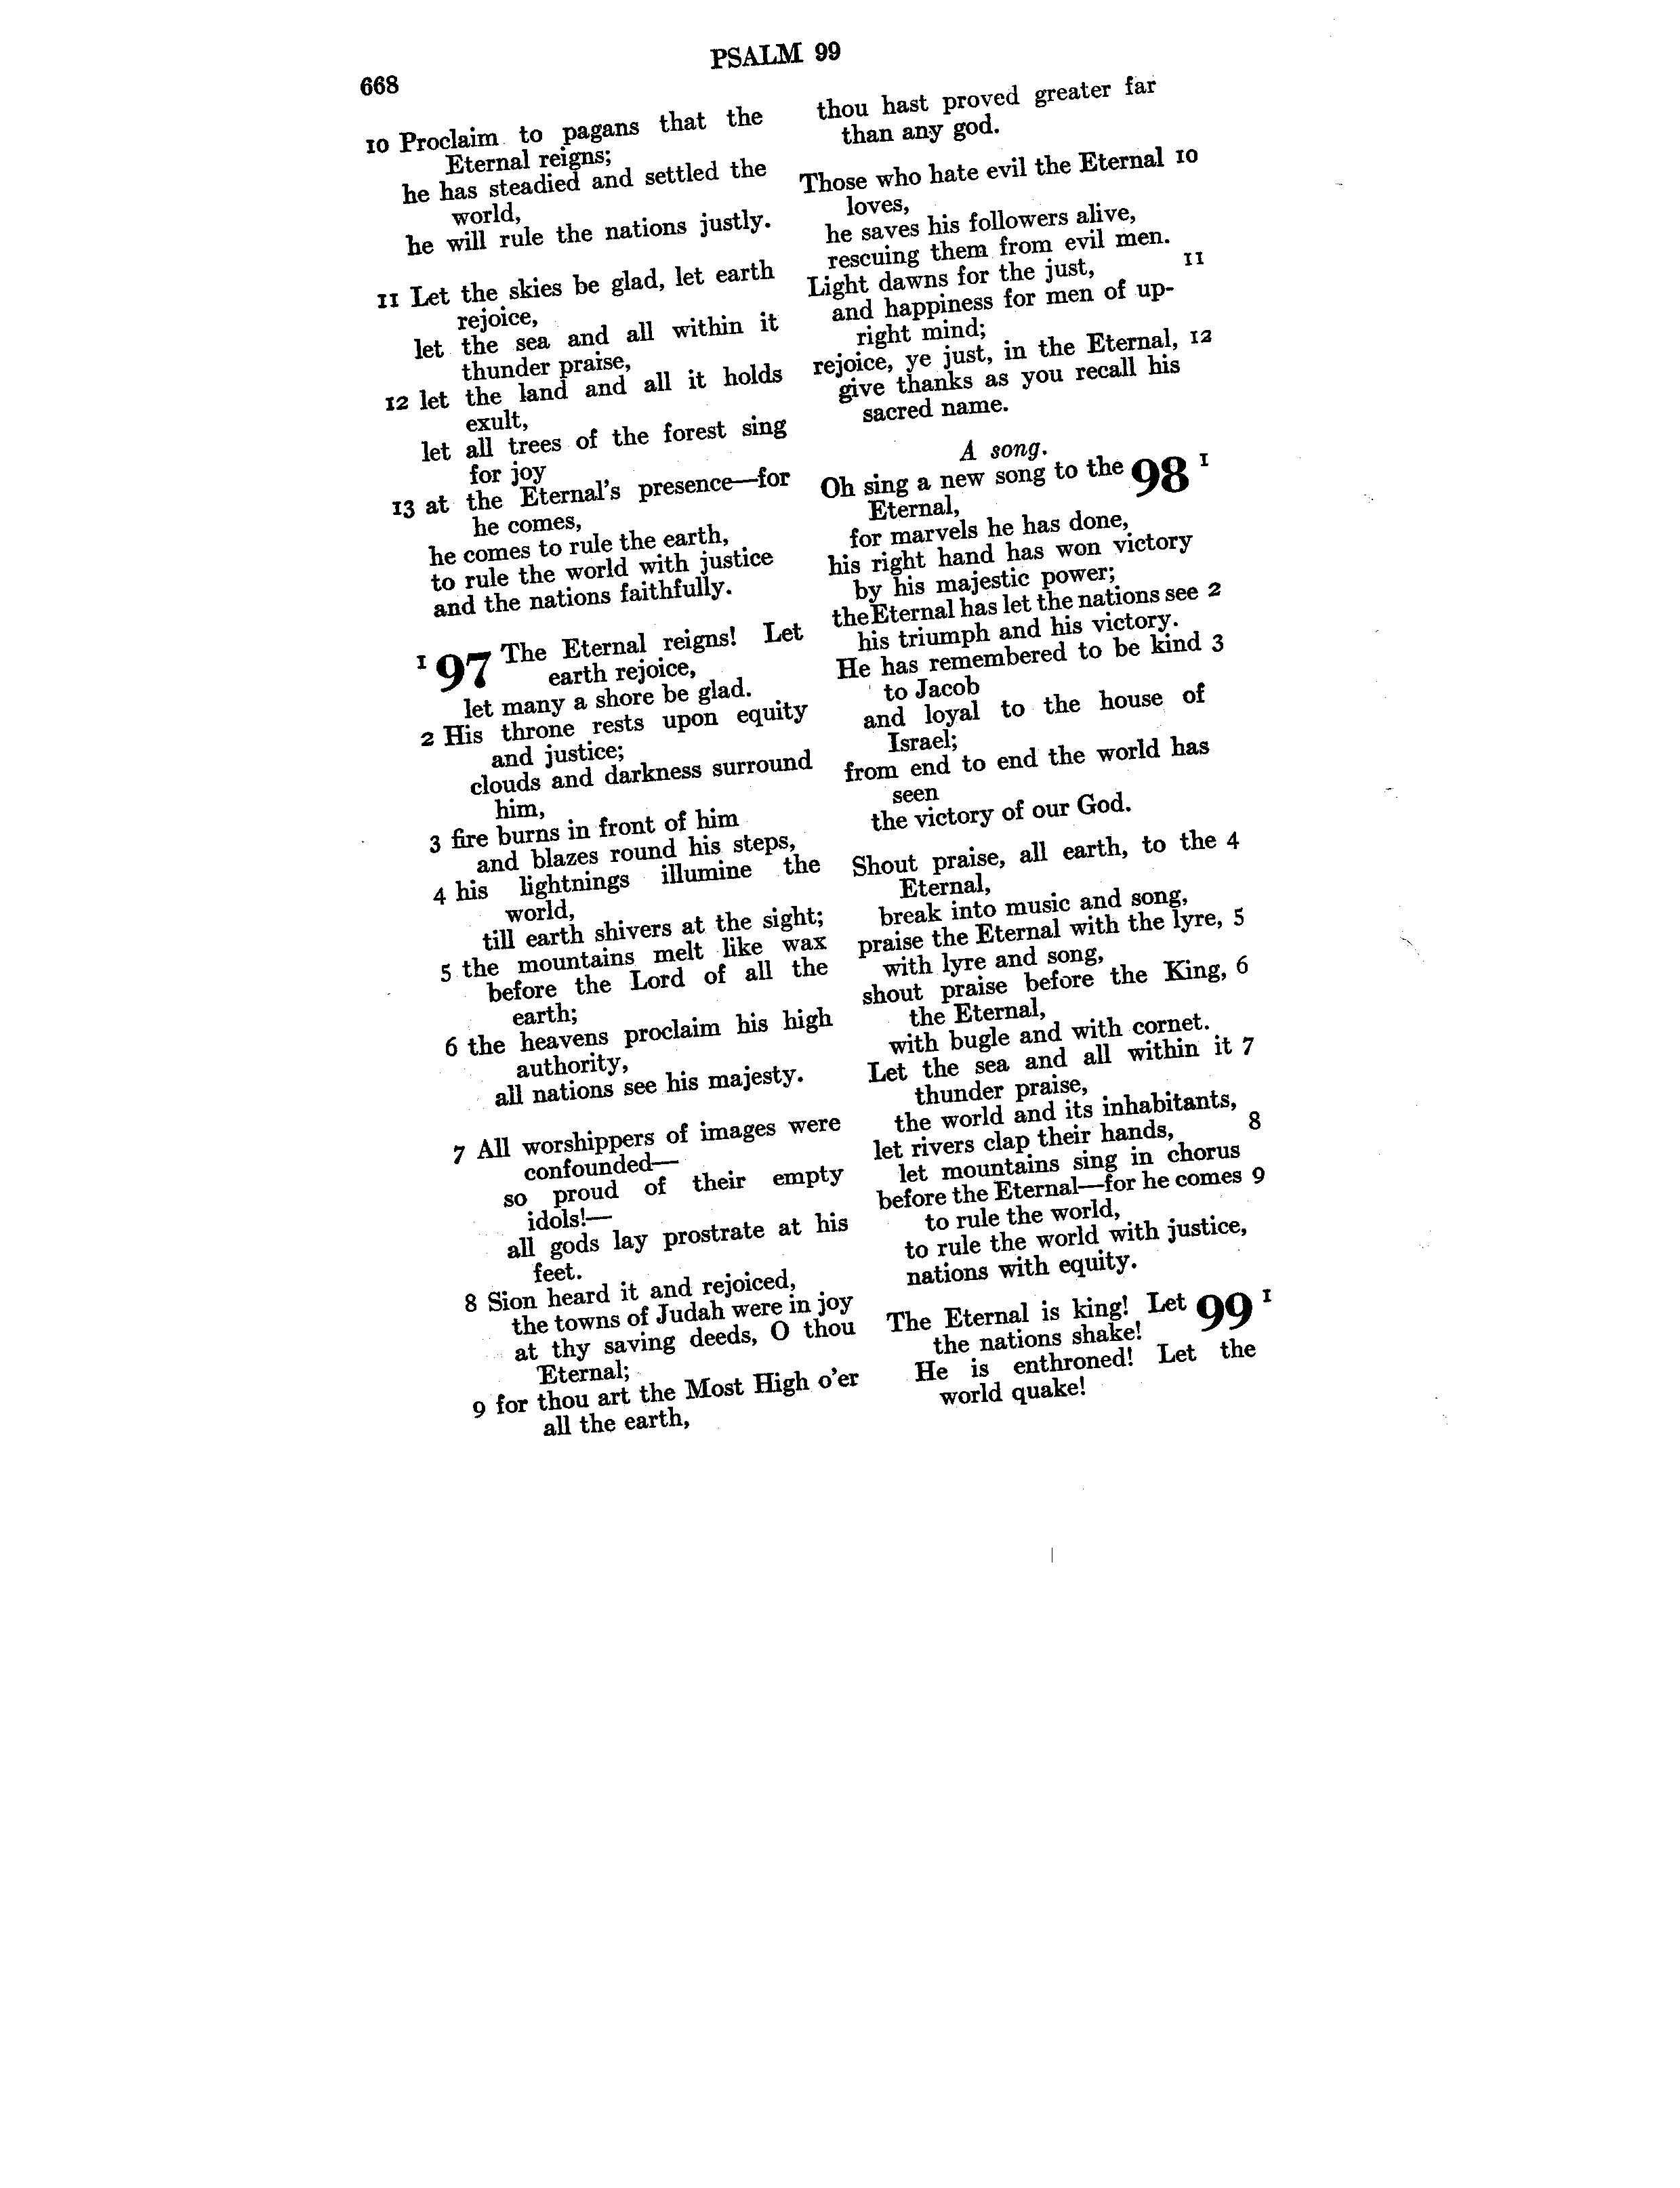 668
PSALM 99
10 Proclaim to pagans that the
Eternal reigns;
he has steadied and settled the
world,
he will rule the nations justly.
11 Let the skies be glad, let earth
rejoice,
let the sea and all within it
thunder praise,
12 let the land and all it holds
exult,
let all trees of the forest sing
for joy
13 at the Eternal's presence—for
he comes,
he comes to rule the earth,
to rule the world with justice
and the nations faithfully.
1 97 The Eternal reigns! Let
earth rejoice,
let many a shore be glad.
2 His throne rests upon equity
and justice;
clouds and darkness surround
him,
3 fire burns in front of him
and blazes round his steps,
4 his lightnings illumine the
world,
till earth shivers at the sight;
5 the mountains melt like wax
before the Lord of all the
earth;
6 the heavens proclaim his high
authority,
all nations see his majesty.
7 All worshippers of images were
confounded—
so proud of their empty
idols!—
all gods lay prostrate at his
feet.
8 Sion heard it and rejoiced,
the towns of Judah were in joy
at thy saving deeds, O thou
Eternal;
9 for thou art the Most High o'er
all the earth,
thou hast proved greater far
than any god.
Those who hate evil the Eternal 10
loves,
he saves his followers alive,
rescuing them from evil men.
Light dawns for the just, 11
and happiness for men of up-
right mind;
rejoice, ye just, in the Eternal, 12
give thanks as you recall his
sacred name.
A song.
Oh sing a new song to the 98 1
Eternal,
for marvels he has done,
his right hand has won victory
by his majestic power;
the Eternal has let the nations see 2
his triumph and his victory.
He has remembered to be kind 3
to Jacob
and loyal to the house of
Israel;
from end to end the world has
seen
the victory of our God.
Shout praise, all earth, to the 4
Eternal,
break into music and song,
praise the Eternal with the lyre, 5
with lyre and song,
shout praise before the King, 6
the Eternal,
with bugle and with cornet.
Let the sea and all within it 7
thunder praise,
the world and its inhabitants,
let rivers clap their hands, 8
let mountains sing in chorus
before the Eternal—for he comes 9
to rule the world,
to rule the world with justice,
nations with equity.
The Eternal is king! Let 99 1
the nations shake!
He is enthroned! Let the
world quake!